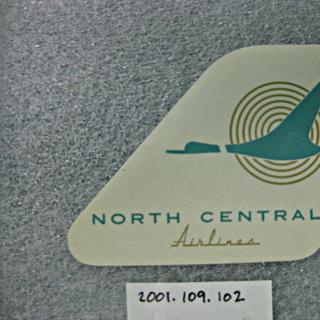 NORTH CENTRAL
Airlines
2001.109.102